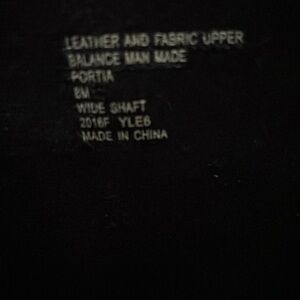 LEATHER AND FABRIC UPPER
BALANCE MAN MADE
PORTIA
8M
WIDE SHAFT
2016F YLE6
MADE IN CHINA